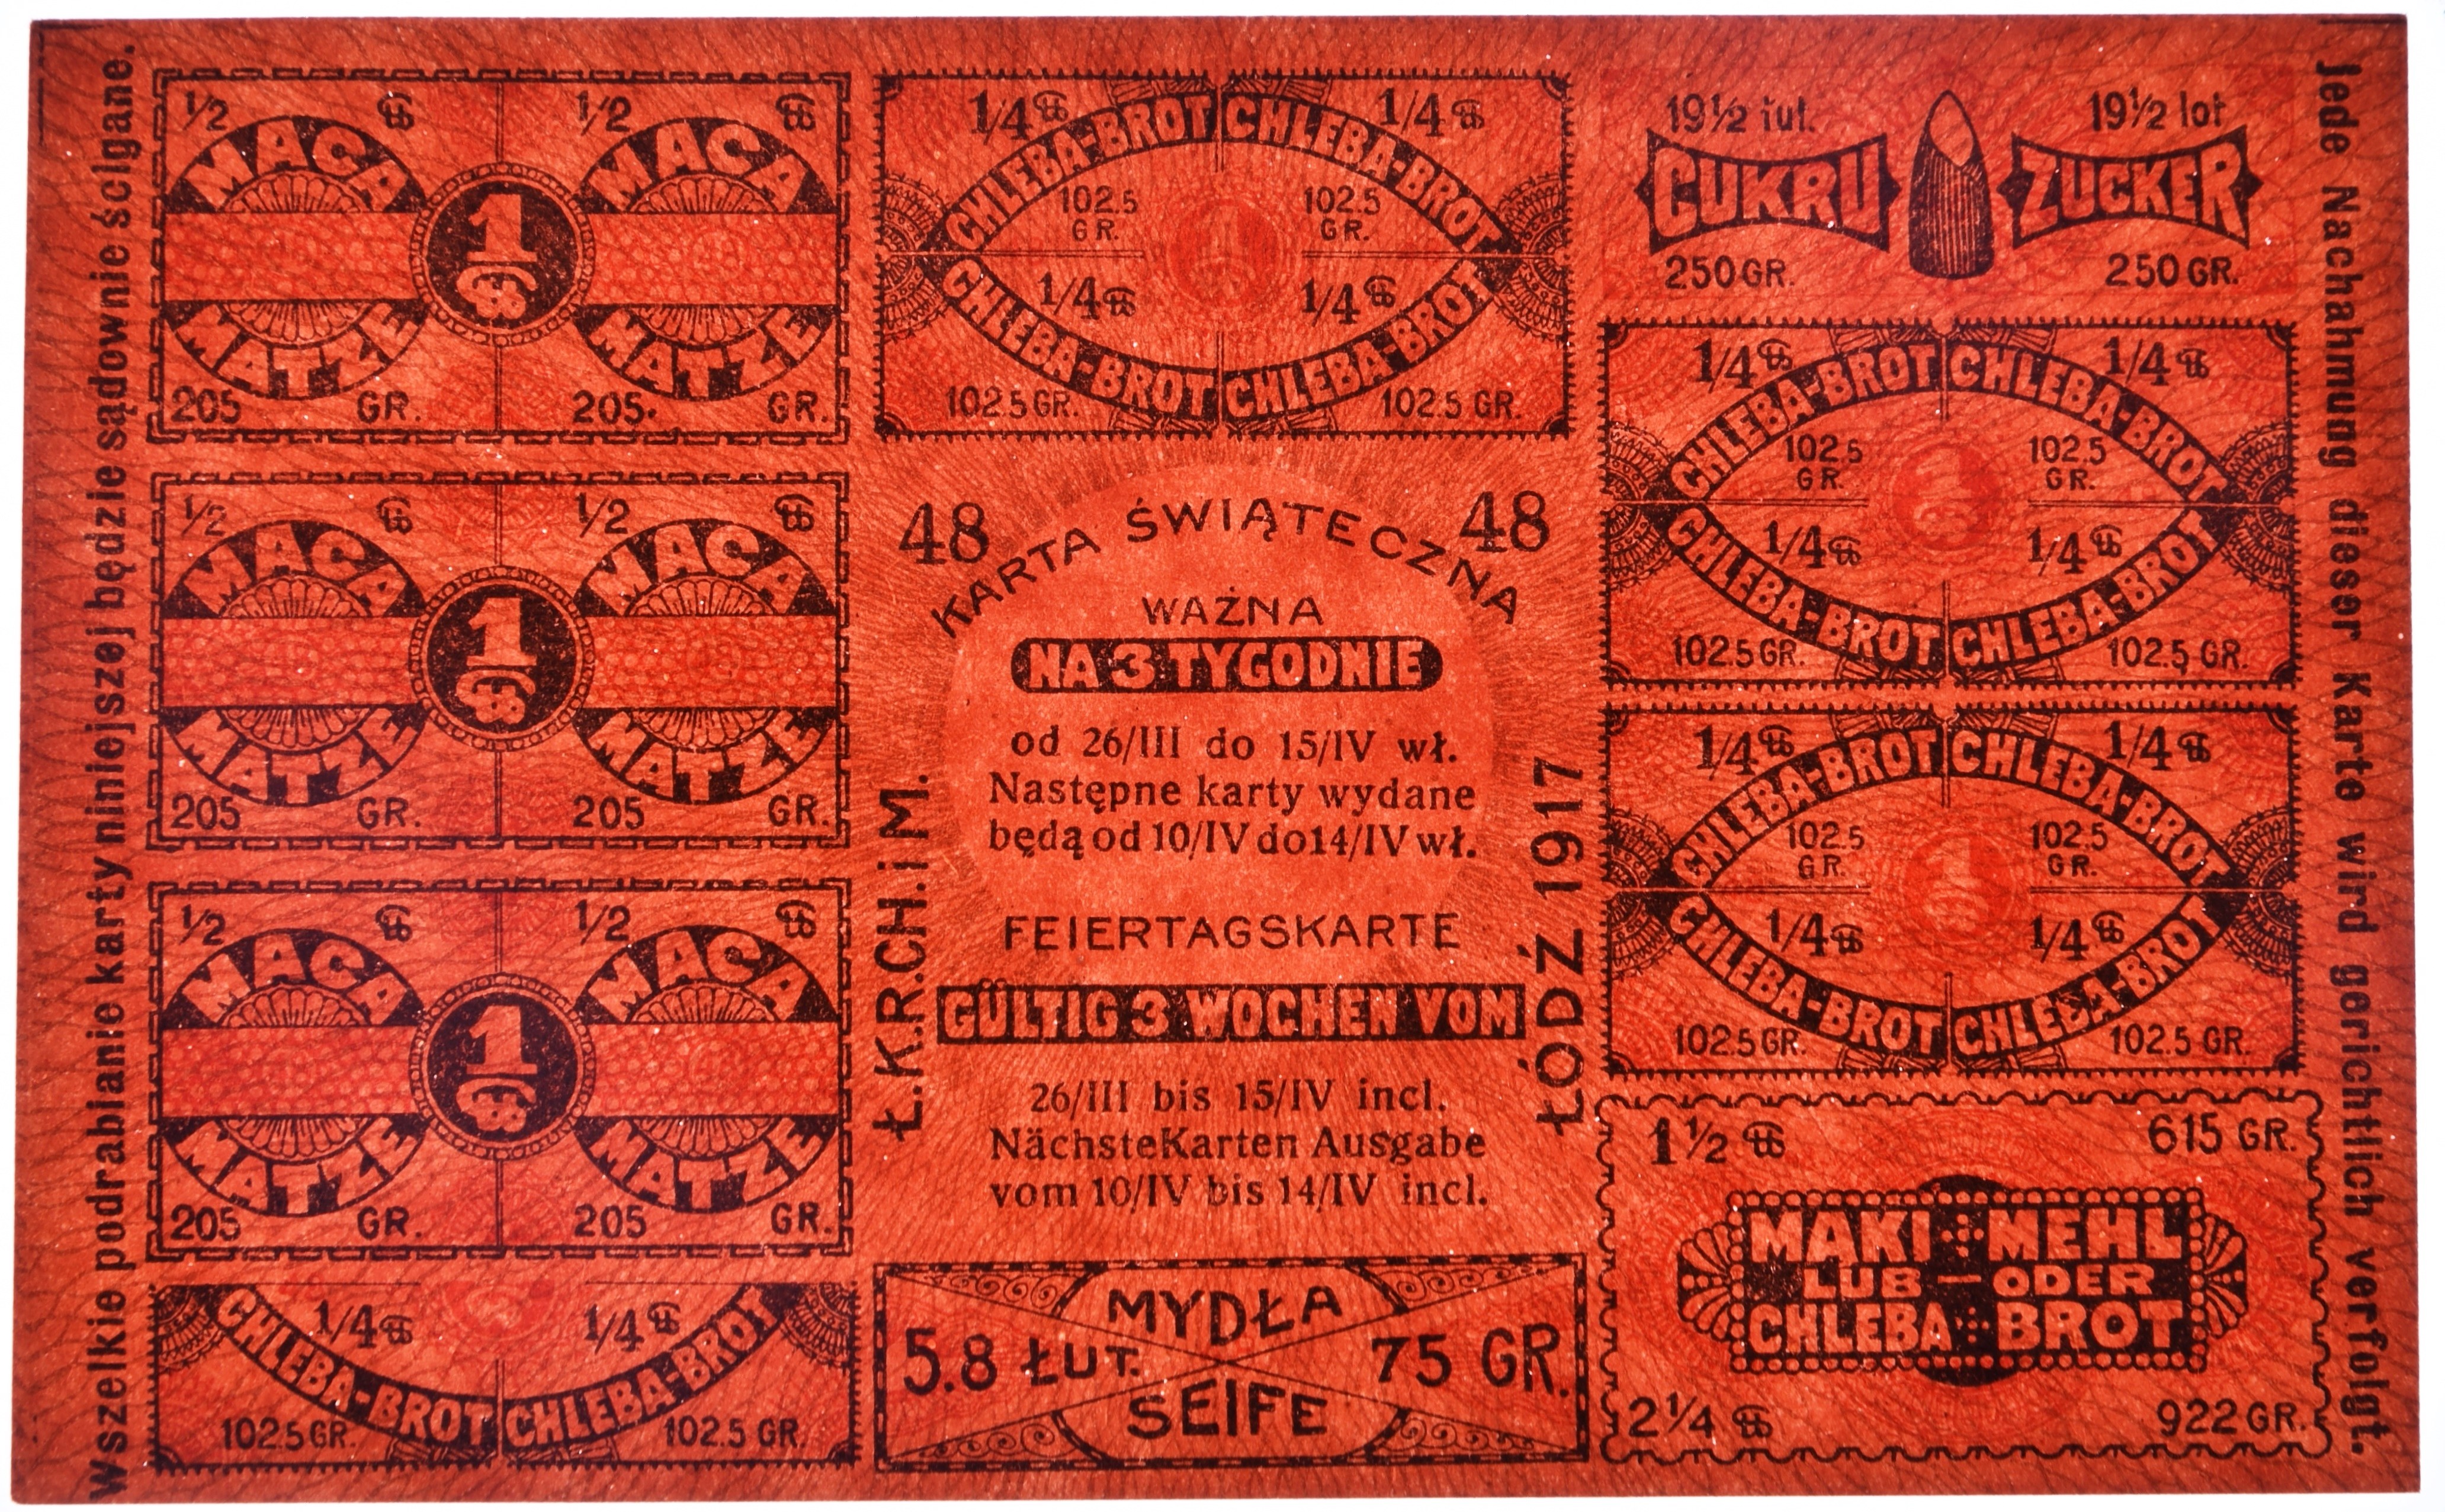 wszelkie podrabianie karty niniejszej będzie sądownie ścigane.
½ ℔ ½ ℔
MACA MACA
1 ℔
MATZE MATZE
205 GR. 205. GR.
½ ℔ ½ ℔
MACA MACA
1 ℔
MATZE MATZE
205 GR. 205 GR.
½ ℔ ½ ℔
MACA MACA
1 ℔
MATZE MATZE
205 GR. 205 GR.
1/4 ℔ 1/4 ℔
CHLEBA-BROT CHLEBA-BROT
102.5 GR. 102.5 GR.
1/4 ℔ 1/4 ℔
CHLEBA-BROT CHLEBA-BROT
102.5 102.5
GR. GR.
1 ℔
1/4 ℔ 1/4 ℔
CHLEBA-BROT CHLEBA-BROT
102.5 GR. 102.5 GR.
48 48
KARTA ŚWIĄTECZNA
WAŻNA
NA 3 TYGODNIE
od 26/III do 15/IV wł.
Następne karty wydane
będą od 10/IV do 14/IV wł.
FEIERTAGSKARTE
GÜLTIG 3 WOCHEN VOM
26/III bis 15/IV incl.
Nächste Karten Ausgabe
vom 10/IV bis 14/IV incl.
Ł.K.R.CH.i M.
ŁÓDŹ 1917
MYDŁA
5.8 ŁUT. 75 GR.
SEIFE
19½ łut. 19½ lot
CUKRU ZUCKER
250 GR. 250 GR.
1/4 ℔ 1/4 ℔
CHLEBA-BROT CHLEBA-BROT
102.5 102.5
GR. GR.
1 ℔
1/4 ℔ 1/4 ℔
CHLEBA-BROT CHLEBA-BROT
102.5 GR. 102.5 GR.
1/4 ℔ 1/4 ℔
CHLEBA-BROT CHLEBA-BROT
102.5 102.5
GR. GR.
1 ℔
1/4 ℔ 1/4 ℔
CHLEBA-BROT CHLEBA-BROT
102.5 GR. 102.5 GR.
1½ ℔ 615 GR.
MĄKI MEHL
LUB — ODER
CHLEBA BROT
2¼ ℔ 922 GR.
Jede Nachahmung dieser Karte wird gerichtlich verfolgt.